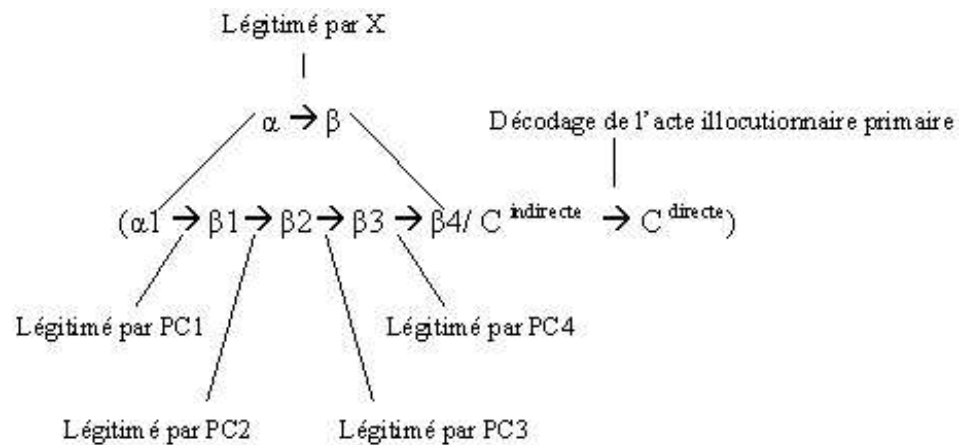 Légitimé par X
α → β
Décodage de l'acte illocutionnaire primaire
(α1 → β1 → β2 → β3 → β4/ C indirecte → C directe)
Légitimé par PC1
Légitimé par PC4
Légitimé par PC2
Légitimé par PC3